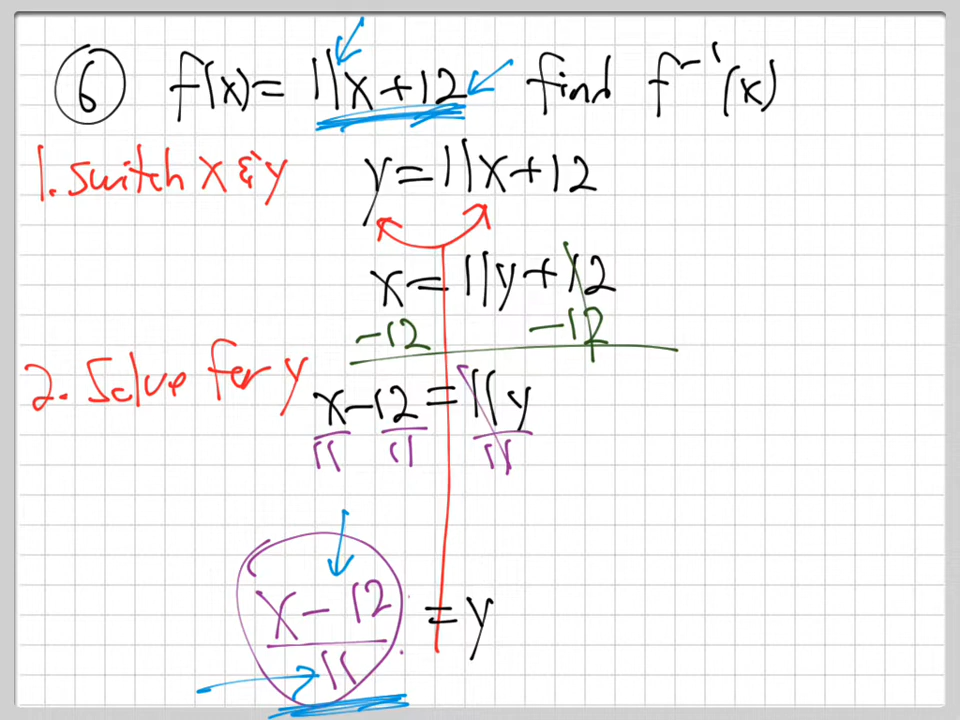 ⑥ f(x) = 11x + 12 find f⁻¹(x)
1. switch x & y
y = 11x + 12
x = 11y + 12
-12 -12
2. Solve for y
x - 12 = 11y
11 11 11
x - 12
11
= y